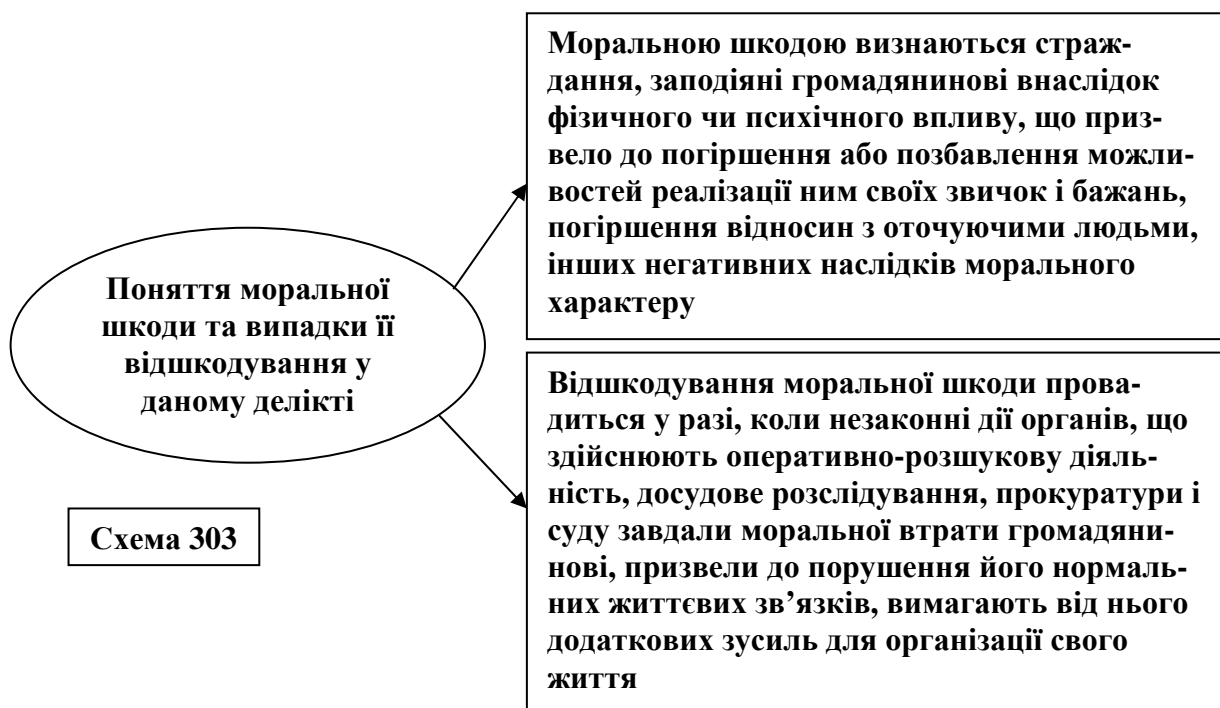 Моральною шкодою визнаються страж-
дання, заподіяні громадянинові внаслідок
фізичного чи психічного впливу, що приз-
вело до погіршення або позбавлення можли-
востей реалізації ним своїх звичок і бажань,
погіршення відносин з оточуючими людьми,
інших негативних наслідків морального
характеру
Поняття моральної
шкоди та випадки її
відшкодування у
даному делікті
Відшкодування моральної шкоди прова-
диться у разі, коли незаконні дії органів, що
здійснюють оперативно-розшукову діяль-
ність, досудове розслідування, прокуратури і
суду завдали моральної втрати громадяни-
нові, призвели до порушення його нормаль-
них життєвих зв’язків, вимагають від нього
додаткових зусиль для організації свого
життя
Схема 303